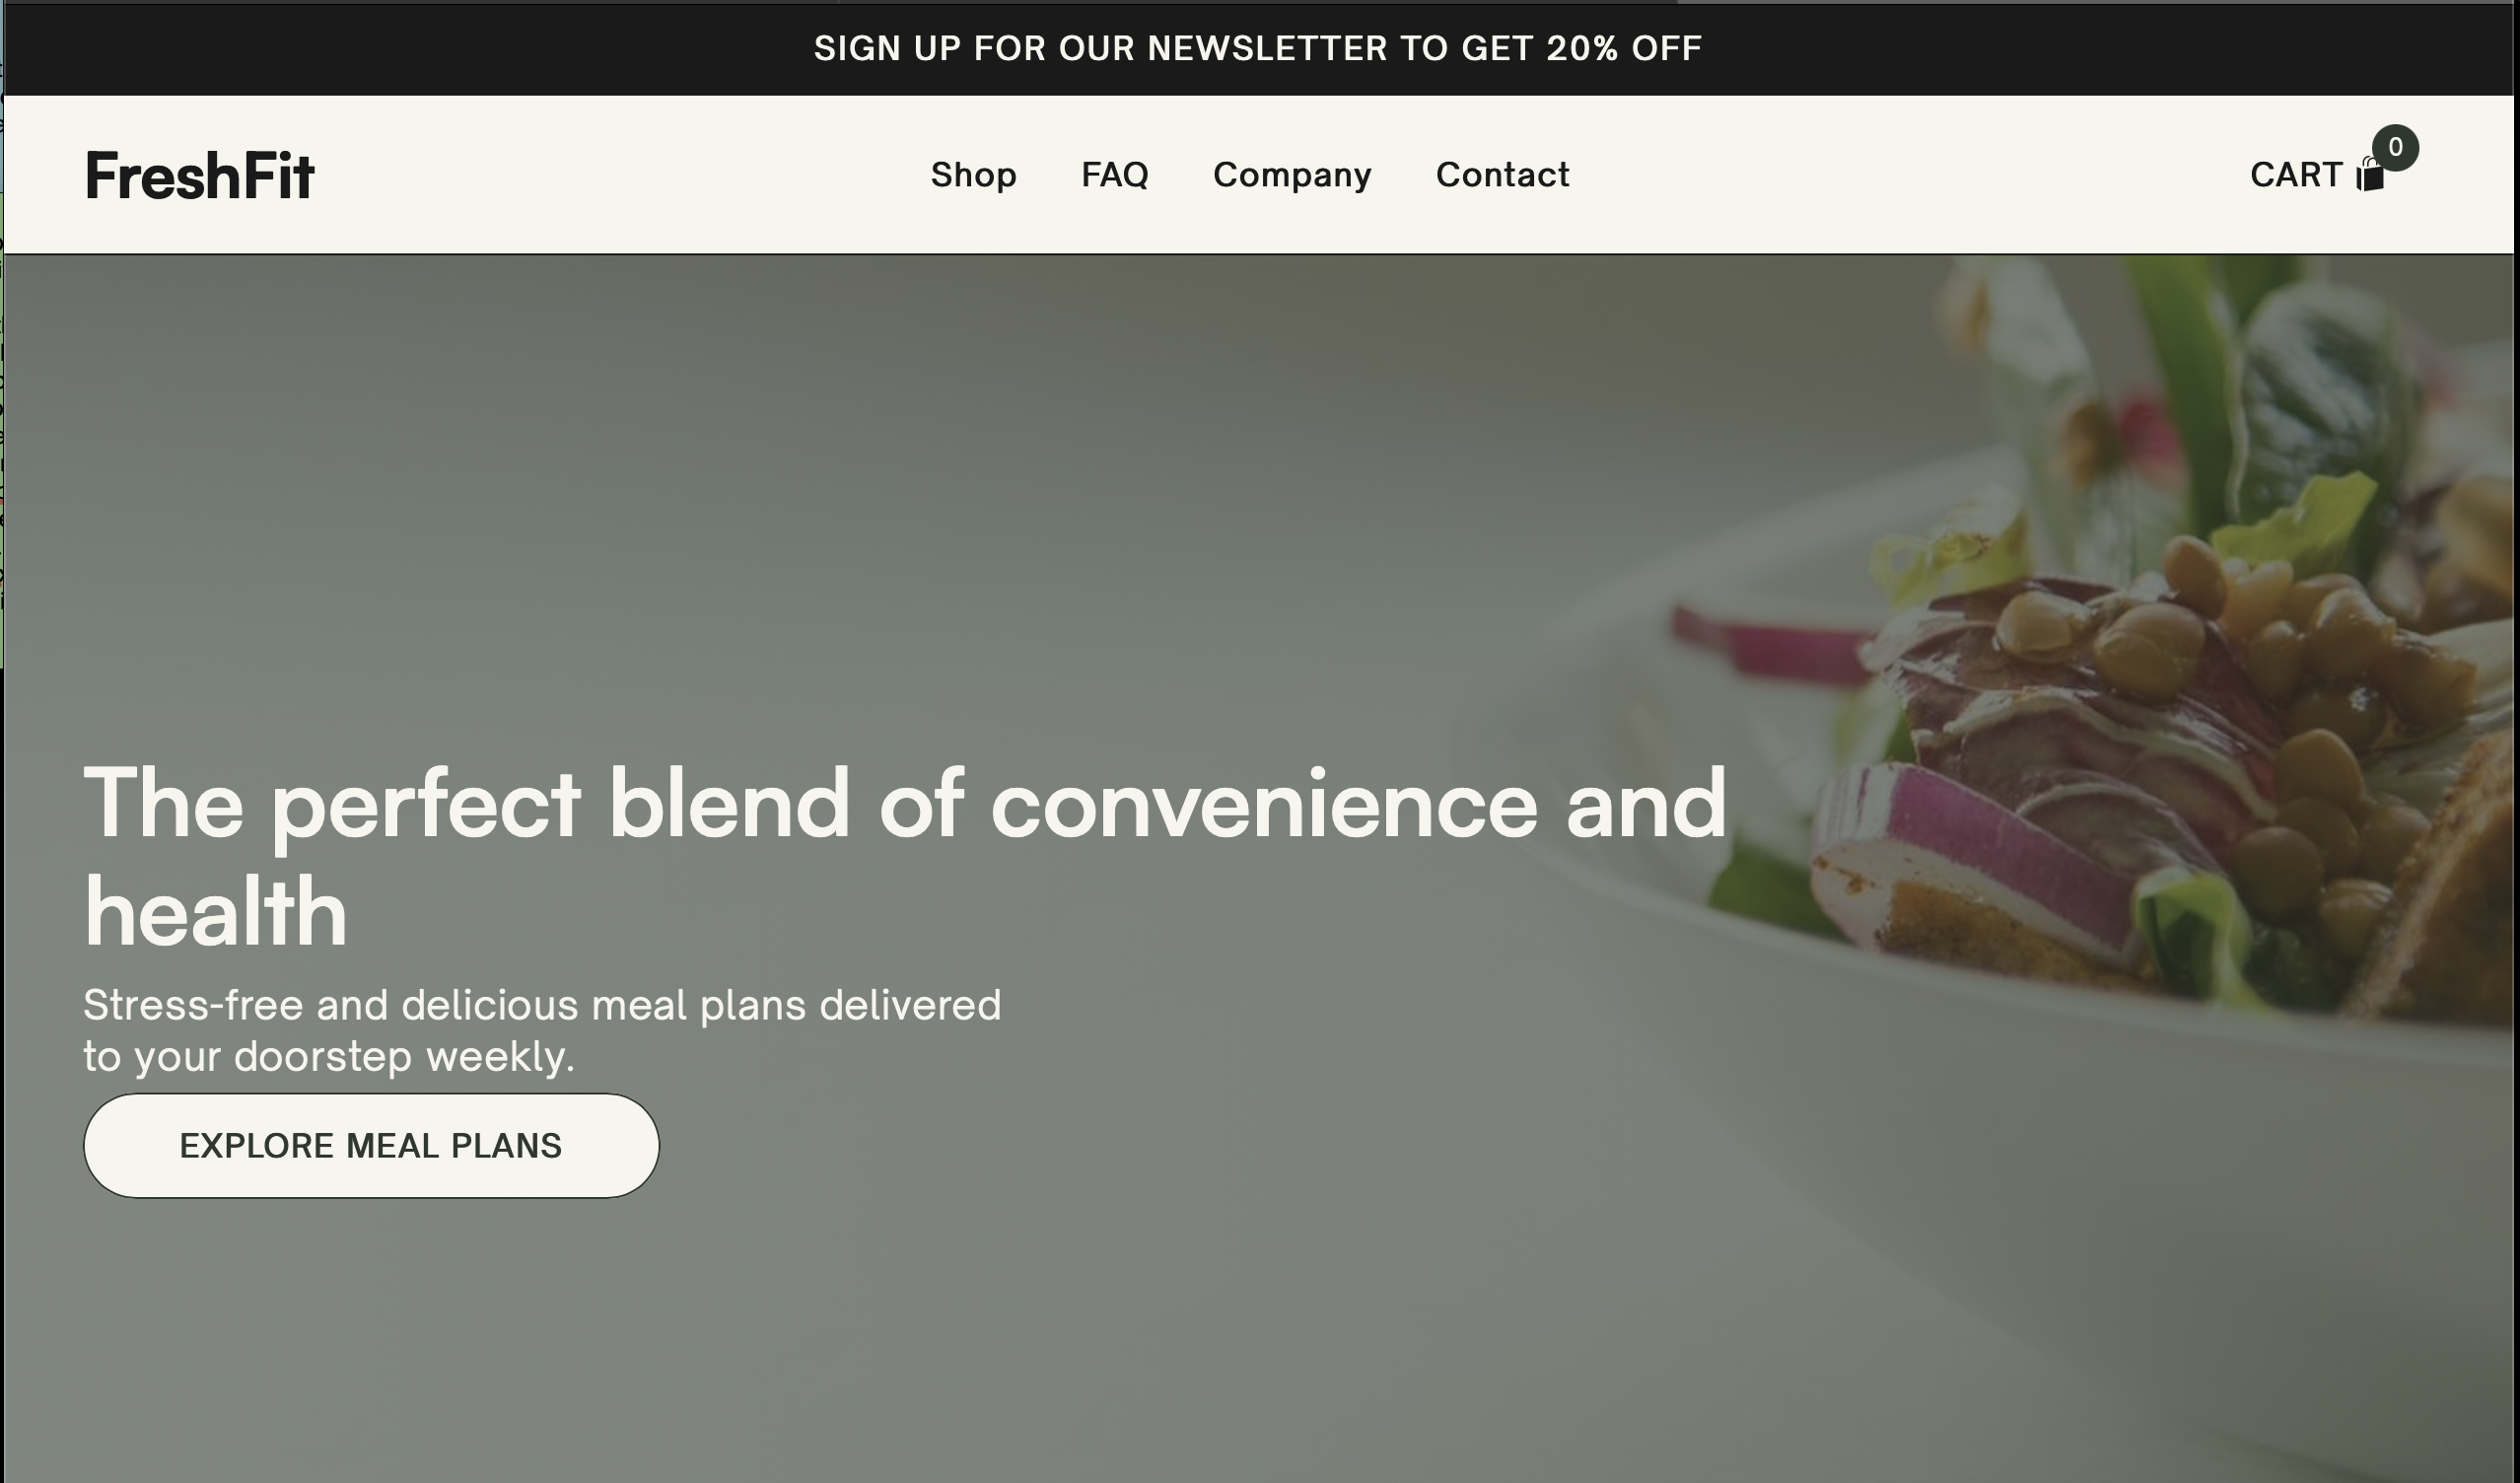 SIGN UP FOR OUR NEWSLETTER TO GET 20% OFF
FreshFit
Shop FAQ Company Contact
CART 0
The perfect blend of convenience and
health
Stress-free and delicious meal plans delivered
to your doorstep weekly.
EXPLORE MEAL PLANS